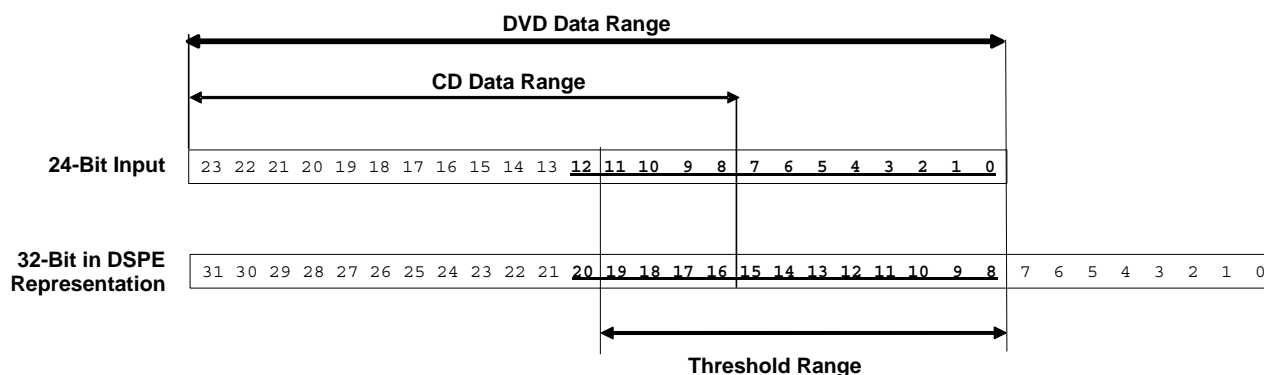 DVD Data Range
CD Data Range
24-Bit Input
23 22 21 20 19 18 17 16 15 14 13 12 11 10 9 8 7 6 5 4 3 2 1 0
32-Bit in DSPE
Representation
31 30 29 28 27 26 25 24 23 22 21 20 19 18 17 16 15 14 13 12 11 10 9 8 7 6 5 4 3 2 1 0
Threshold Range